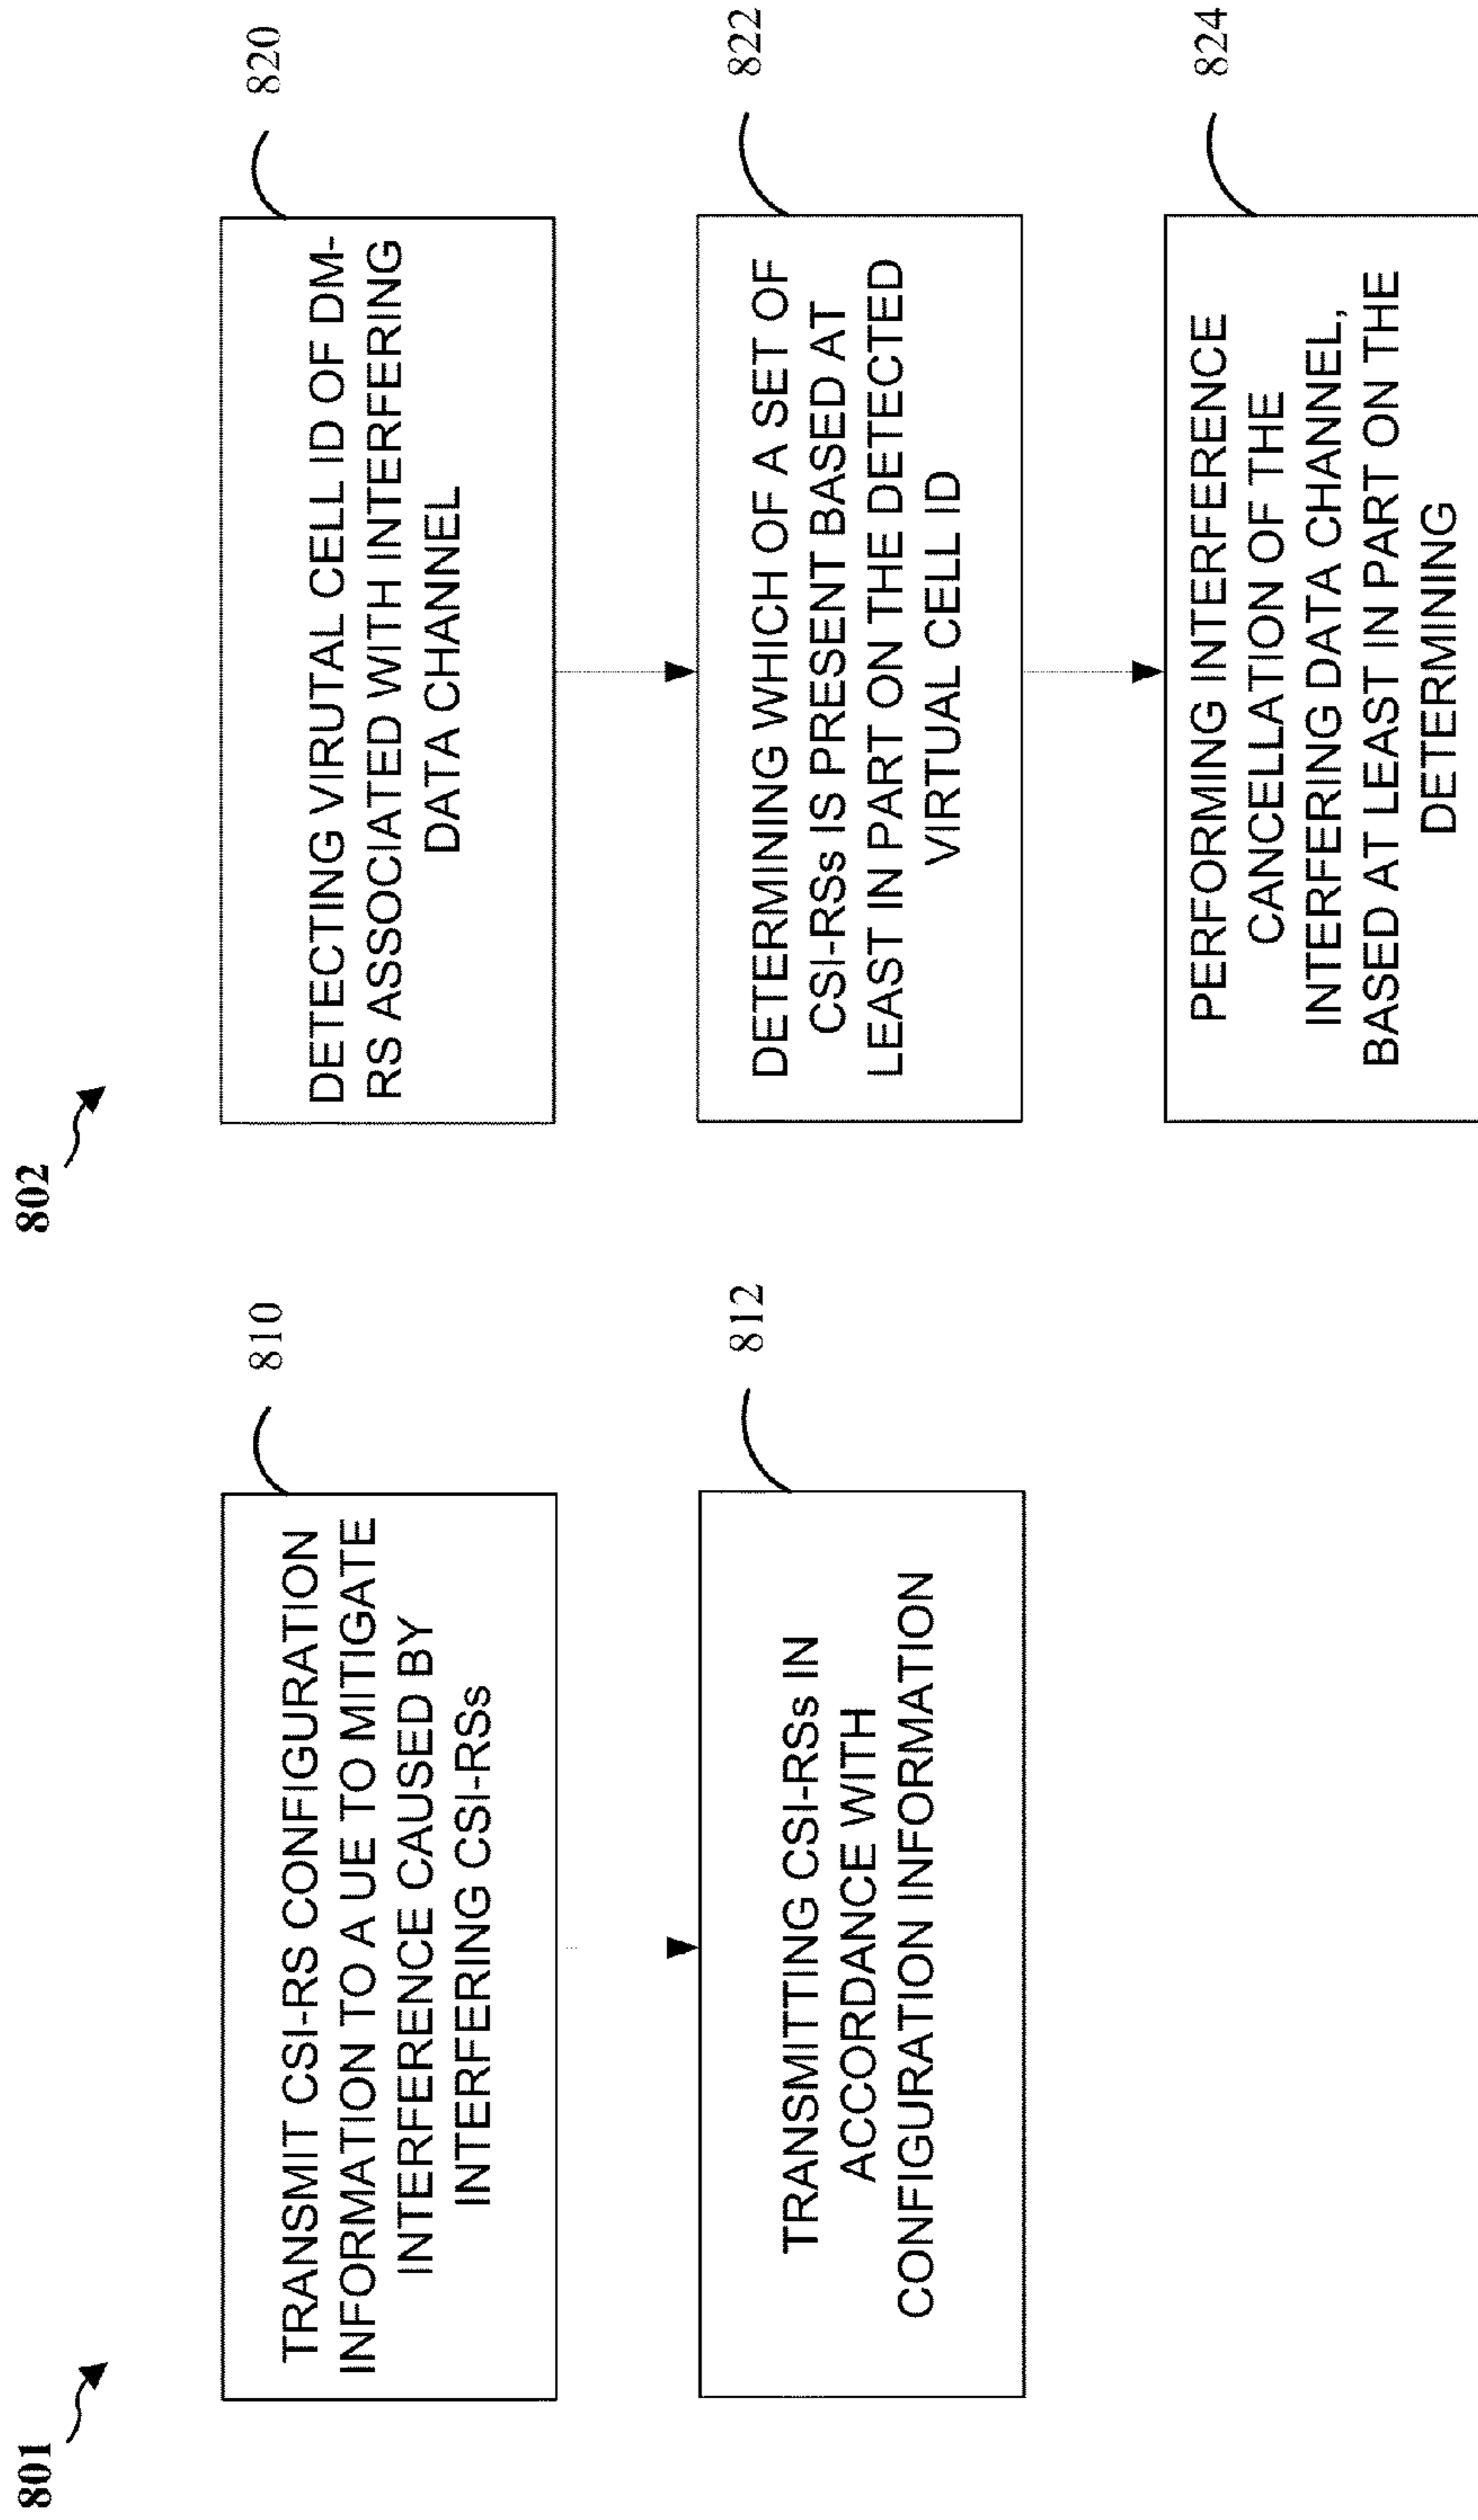 801
810
TRANSMIT CSI-RS CONFIGURATION
INFORMATION TO A UE TO MITIGATE
INTERFERENCE CAUSED BY
INTERFERING CSI-RSs
812
TRANSMITTING CSI-RSs IN
ACCORDANCE WITH
CONFIGURATION INFORMATION
802
820
DETECTING VIRUTAL CELL ID OF DM-
RS ASSOCIATED WITH INTERFERING
DATA CHANNEL
822
DETERMINING WHICH OF A SET OF
CSI-RSs IS PRESENT BASED AT
LEAST IN PART ON THE DETECTED
VIRTUAL CELL ID
824
PERFORMING INTERFERENCE
CANCELLATION OF THE
INTERFERING DATA CHANNEL,
BASED AT LEAST IN PART ON THE
DETERMINING